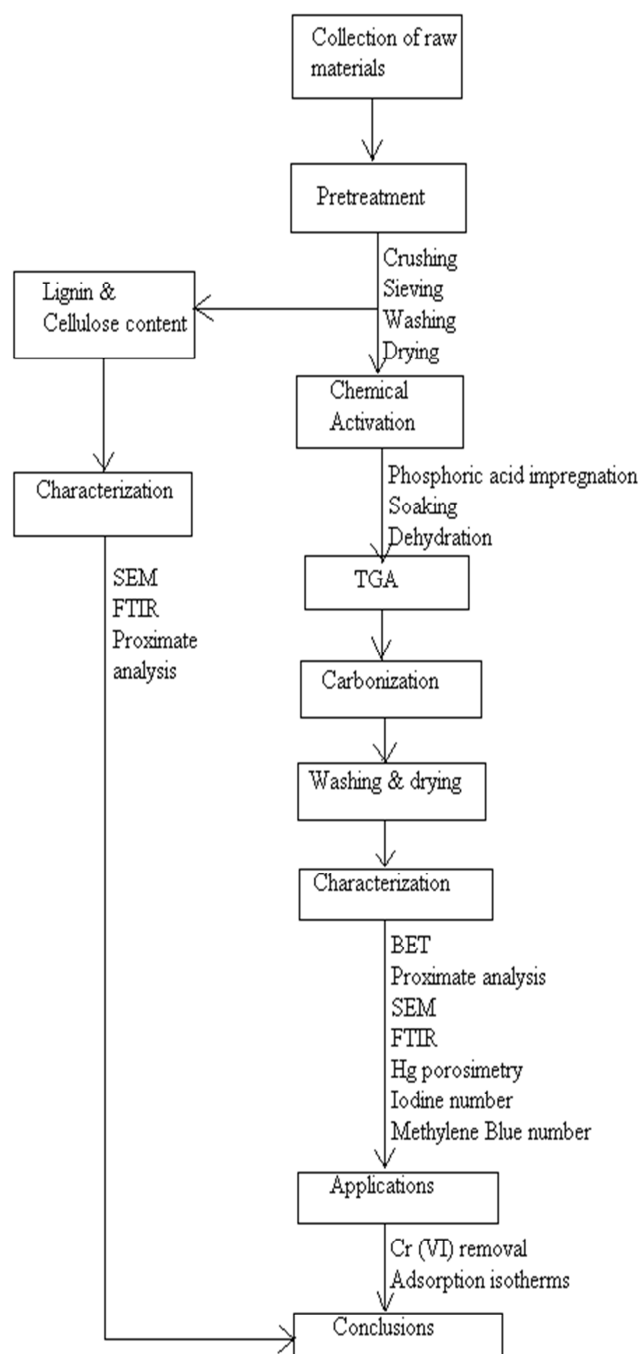 Collection of raw
materials
Pretreatment
Crushing
Sieving
Washing
Drying
Lignin &
Cellulose content
Chemical
Activation
Phosphoric acid impregnation
Soaking
Dehydration
Characterization
SEM
FTIR
Proximate
analysis
TGA
Carbonization
Washing & drying
Characterization
BET
Proximate analysis
SEM
FTIR
Hg porosimetry
Iodine number
Methylene Blue number
Applications
Cr (VI) removal
Adsorption isotherms
Conclusions